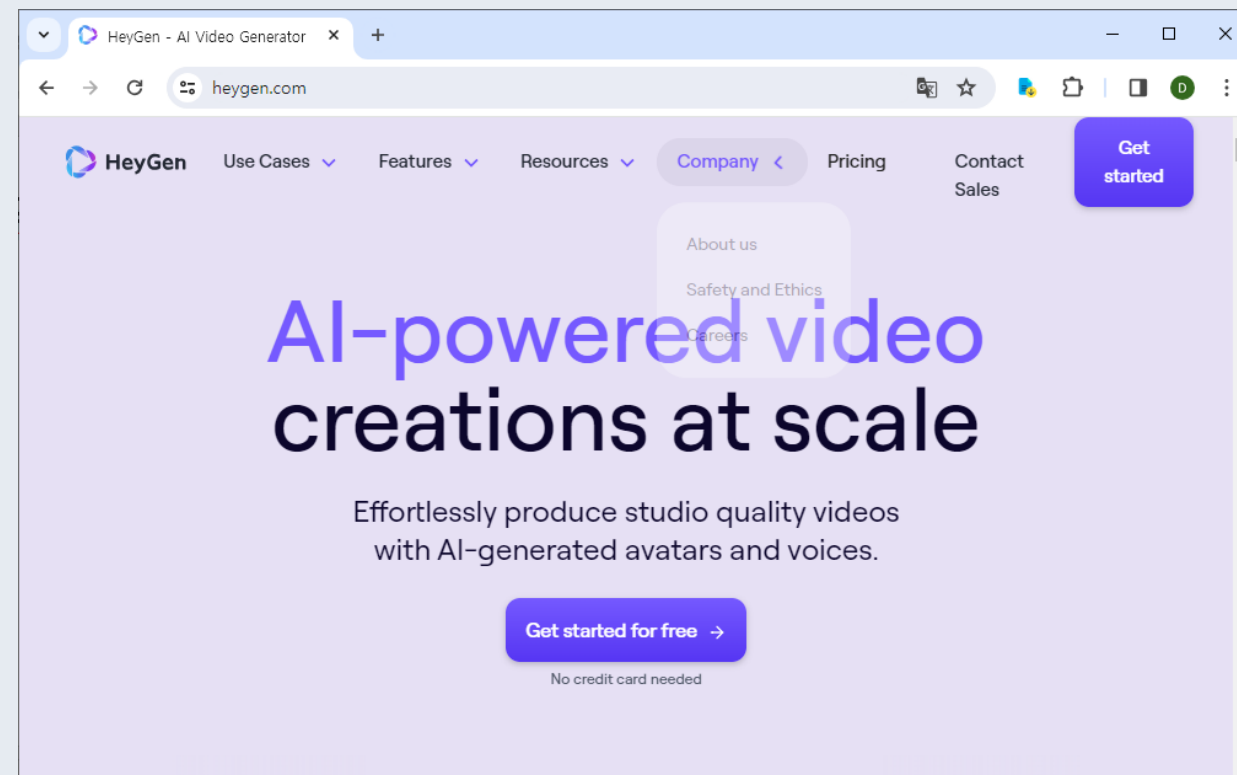 HeyGen - AI Video Generator
heygen.com
D
HeyGen Use Cases Features Resources Company Pricing Contact Sales Get started
About us
Safety and Ethics
Careers
AI-powered video
creations at scale
Effortlessly produce studio quality videos
with AI-generated avatars and voices.
Get started for free →
No credit card needed